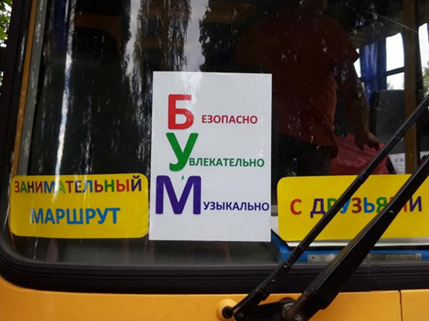 БЕЗОПАСНО
УВЛЕКАТЕЛЬНО
МУЗЫКАЛЬНО
ЗАНИМАТЕЛЬНЫЙ
МАРШРУТ
С ДРУЗЬЯМИ